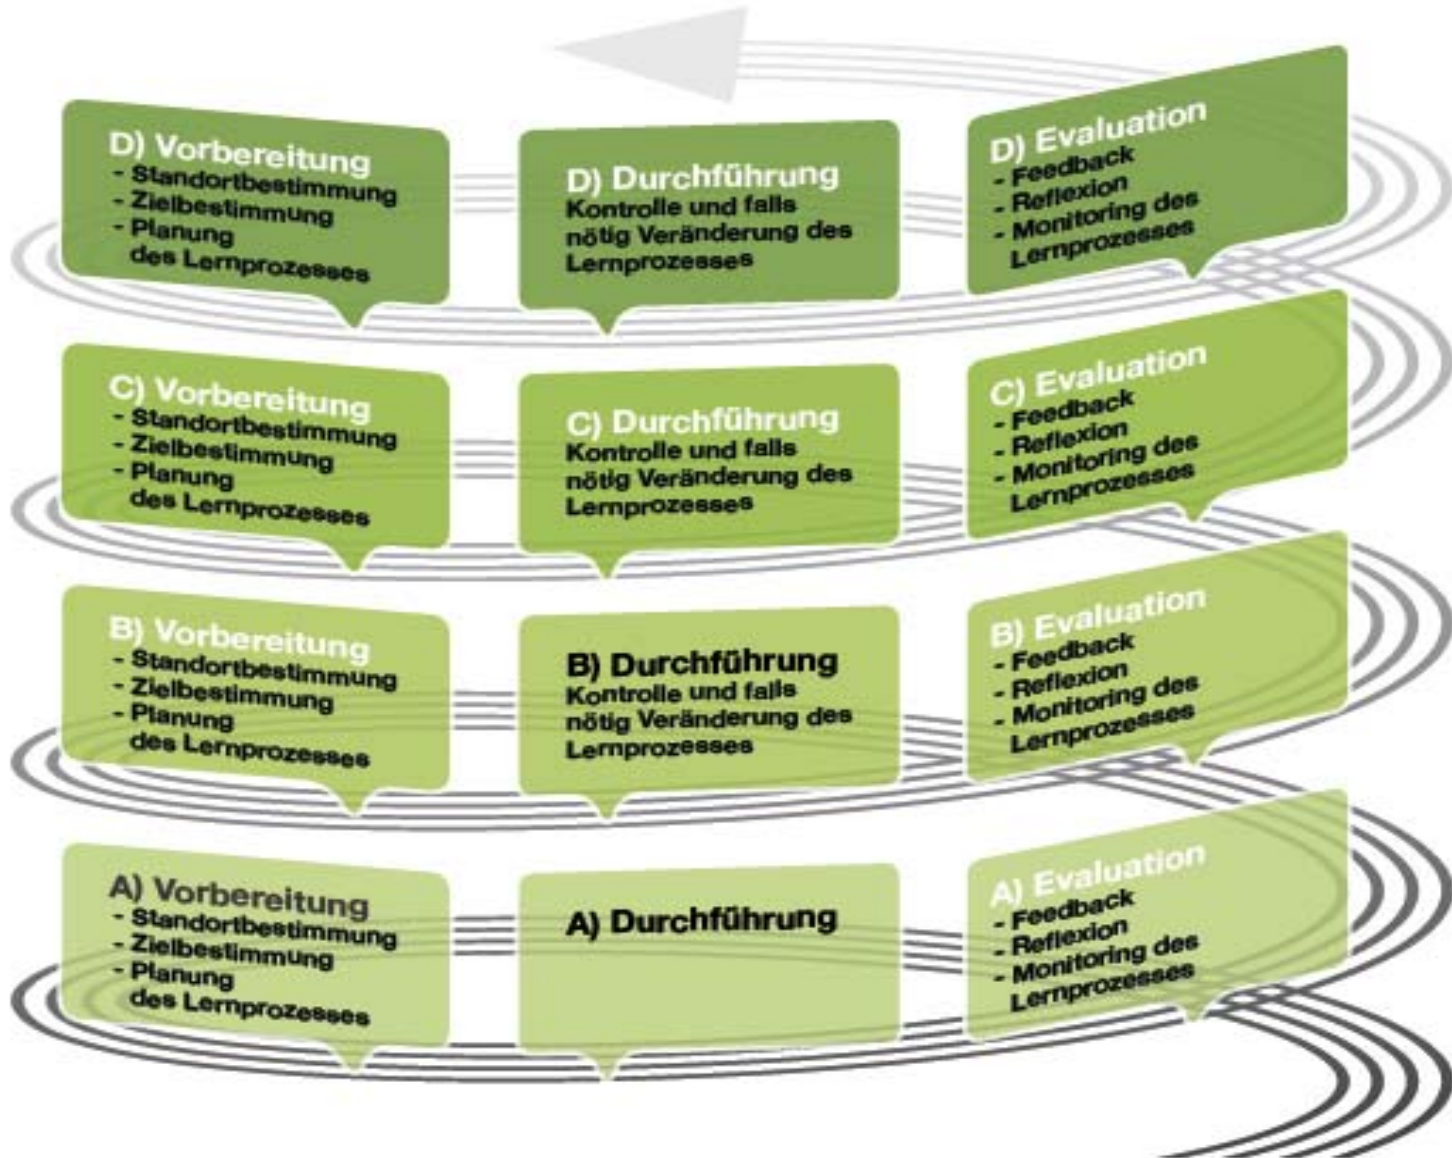 D) Vorbereitung
- Standortbestimmung
- Zielbestimmung
- Planung
des Lernprozesses
D) Durchführung
Kontrolle und falls
nötig Veränderung des
Lernprozesses
D) Evaluation
- Feedback
- Reflexion
- Monitoring des
Lernprozesses
C) Vorbereitung
- Standortbestimmung
- Zielbestimmung
- Planung
des Lernprozesses
C) Durchführung
Kontrolle und falls
nötig Veränderung des
Lernprozesses
C) Evaluation
- Feedback
- Reflexion
- Monitoring des
Lernprozesses
B) Vorbereitung
- Standortbestimmung
- Zielbestimmung
- Planung
des Lernprozesses
B) Durchführung
Kontrolle und falls
nötig Veränderung des
Lernprozesses
B) Evaluation
- Feedback
- Reflexion
- Monitoring des
Lernprozesses
A) Vorbereitung
- Standortbestimmung
- Zielbestimmung
- Planung
des Lernprozesses
A) Durchführung
A) Evaluation
- Feedback
- Reflexion
- Monitoring des
Lernprozesses